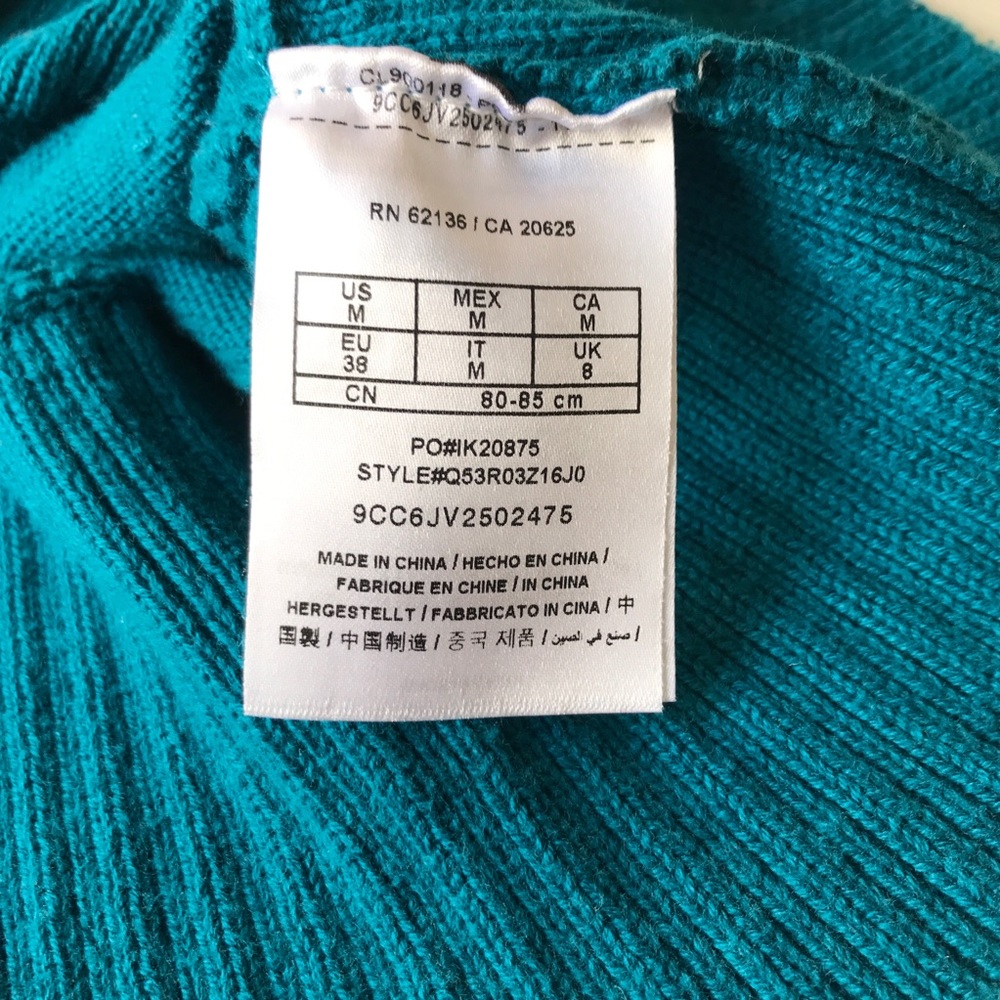 CL900118
9CC6JV2502475 -
RN 62136 / CA 20625
US MEX CA
M M M
EU IT UK
38 M 8
CN 80-85 cm
PO#IK20875
STYLE#Q53R03Z16J0
9CC6JV2502475
MADE IN CHINA / HECHO EN CHINA /
FABRIQUE EN CHINE / IN CHINA
HERGESTELLT / FABBRICATO IN CINA / 中
国製 / 中国制造 / 중국 제품 / صنع في الصين /